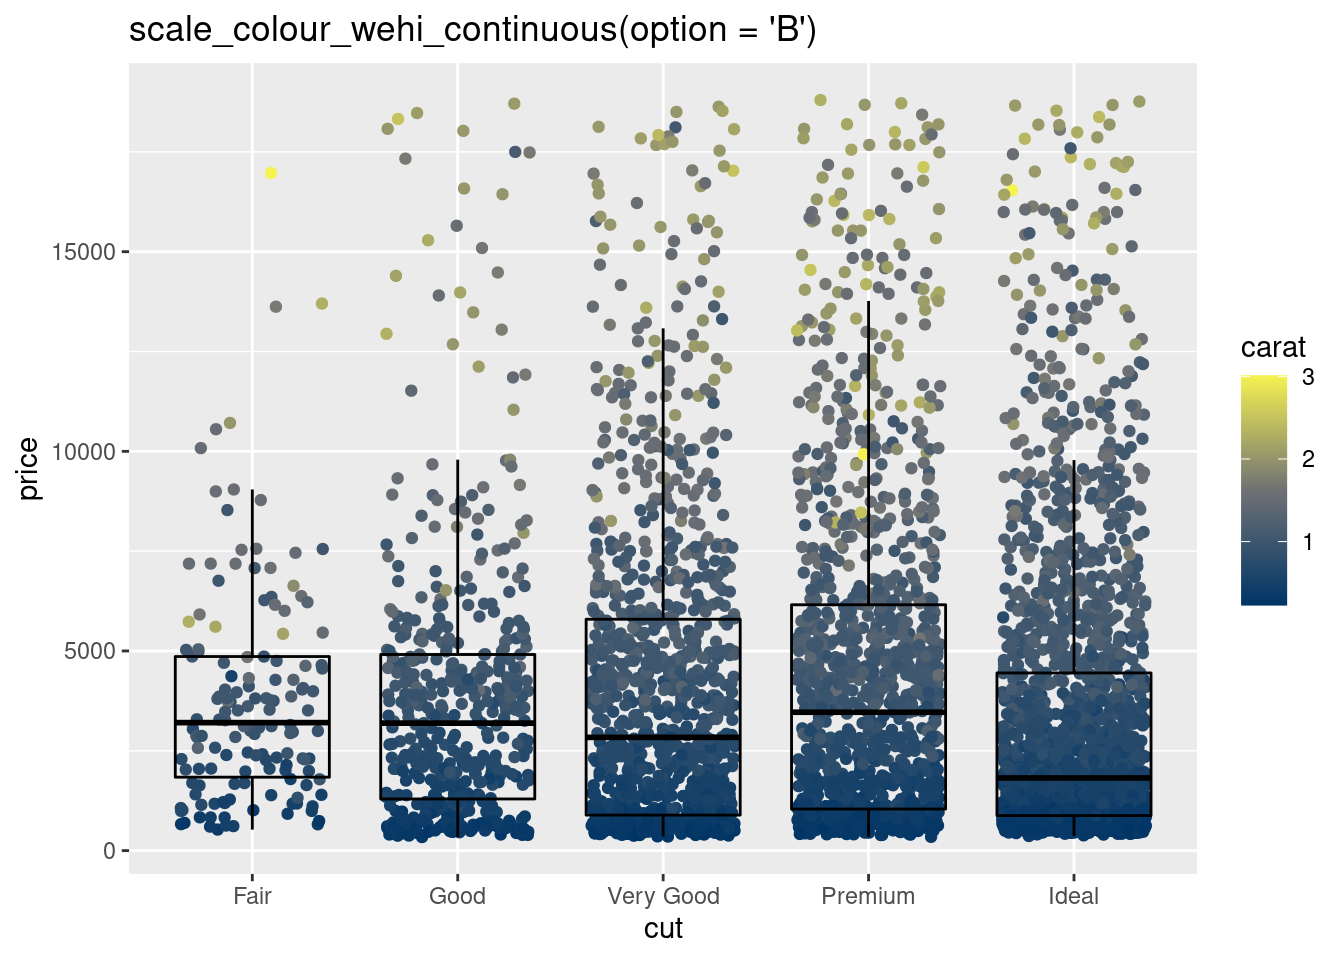 scale_colour_wehi_continuous(option = 'B')
price
15000
10000
5000
0
Fair
Good
Very Good
Premium
Ideal
cut
carat
3
2
1